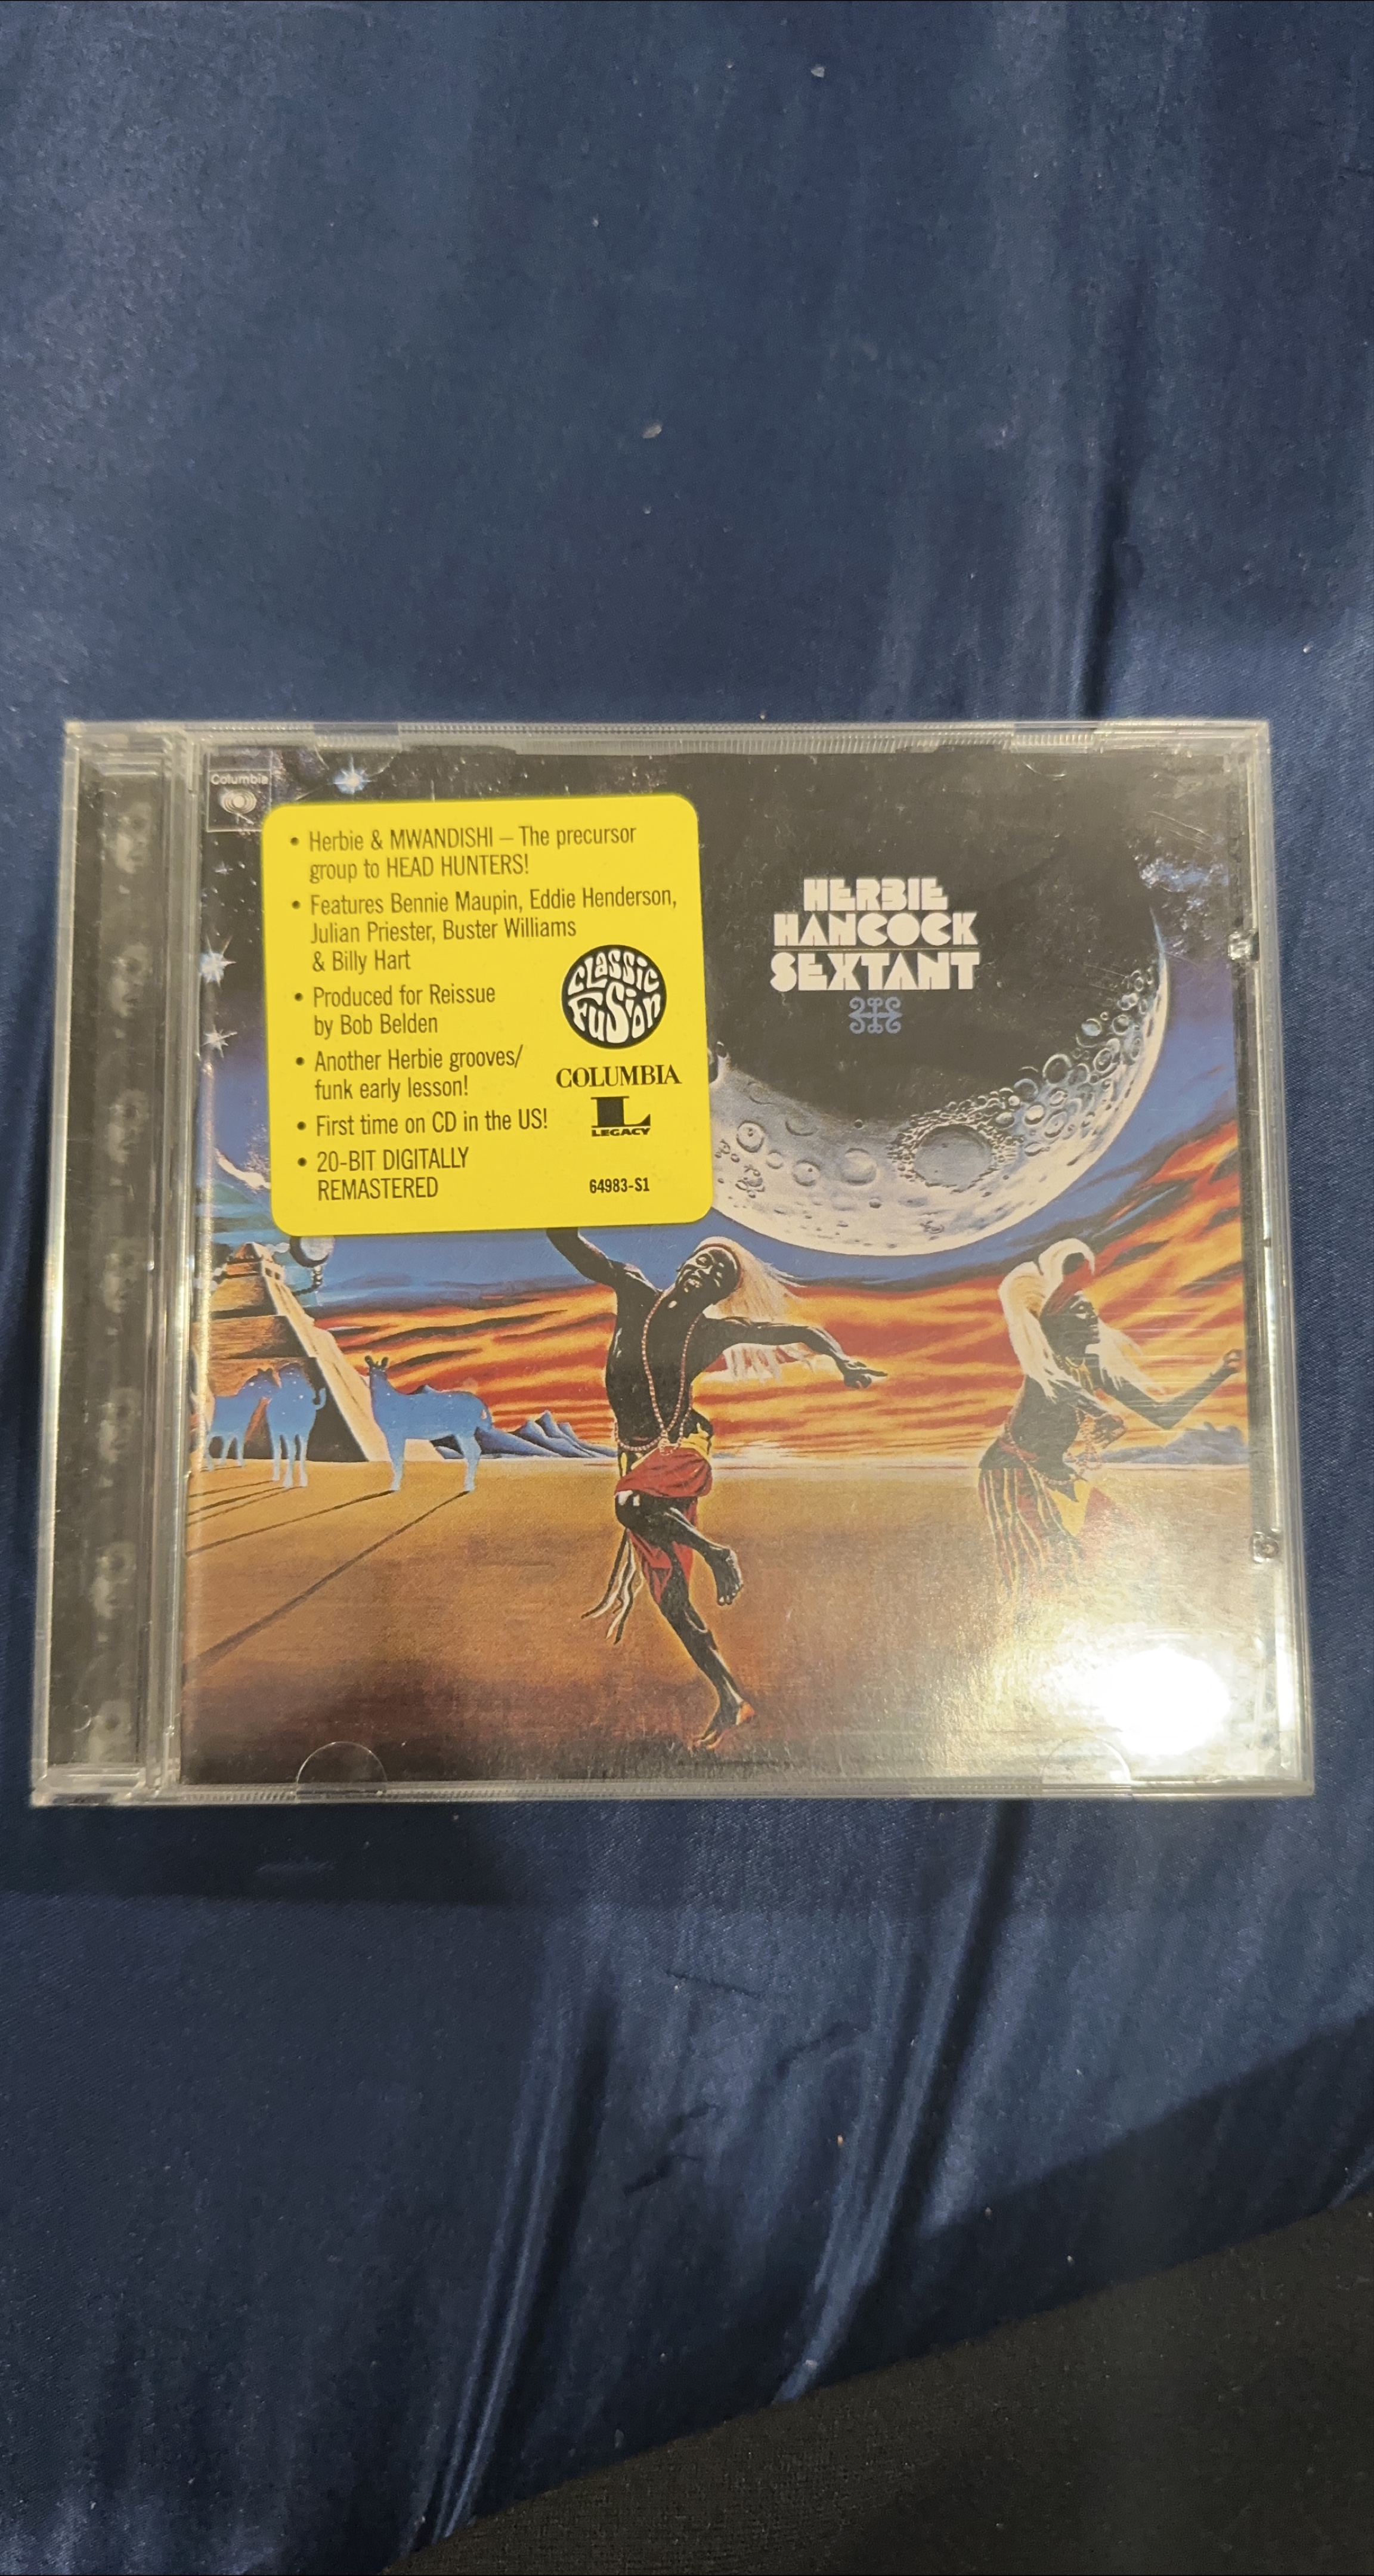 Columbia
• Herbie & MWANDISHI – The precursor
group to HEAD HUNTERS!
• Features Bennie Maupin, Eddie Henderson,
Julian Priester, Buster Williams
& Billy Hart
• Produced for Reissue
by Bob Belden
• Another Herbie grooves/
funk early lesson!
• First time on CD in the US!
• 20-BIT DIGITALLY
REMASTERED
CLASSIC
FUSION
COLUMBIA
L
LEGACY
64983-S1
HERBIE
HANCOCK
SEXTANT